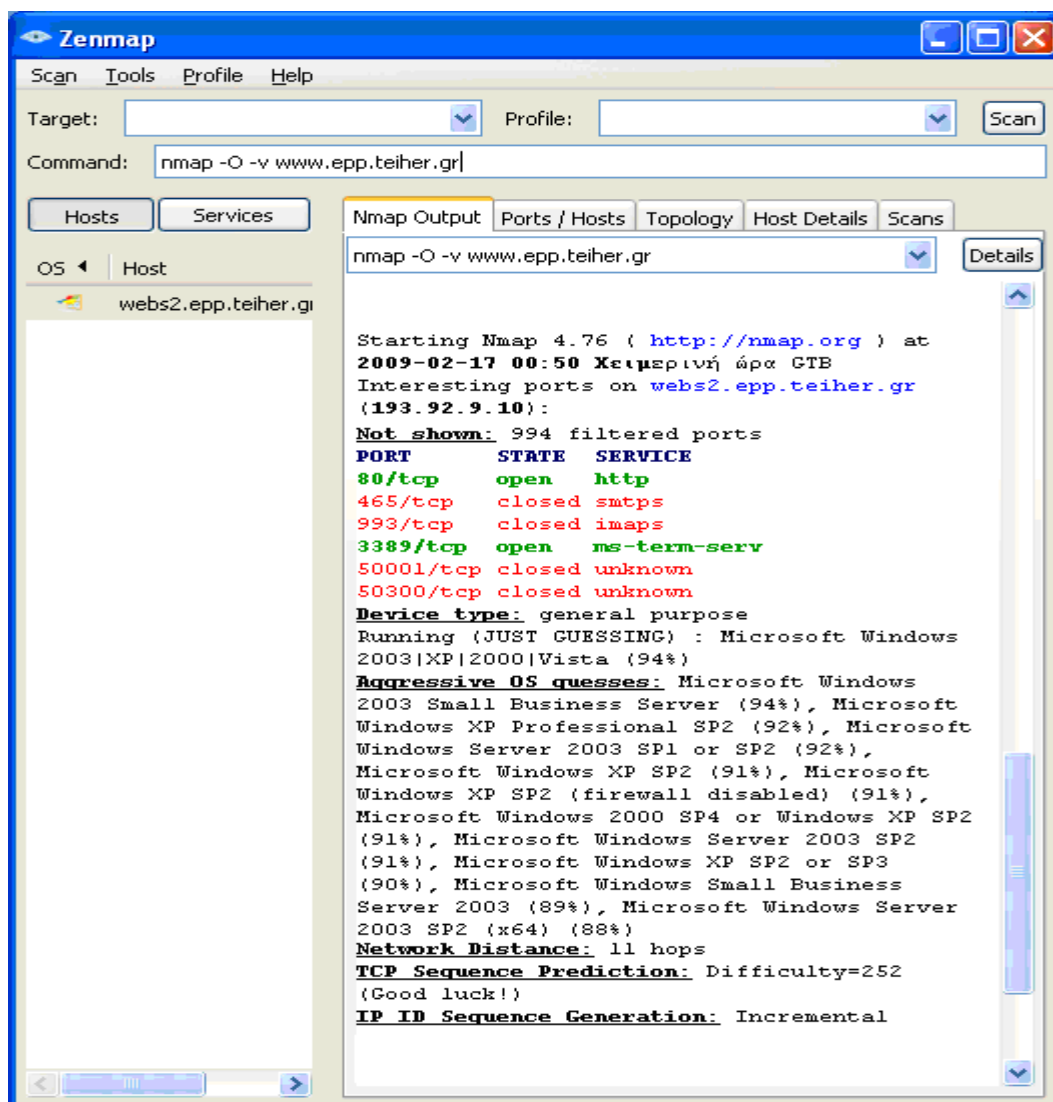 Zenmap
Scan Tools Profile Help
Target: Profile: Scan
Command: nmap -O -v www.epp.teiher.gr
Hosts Services
Nmap Output Ports / Hosts Topology Host Details Scans
nmap -O -v www.epp.teiher.gr Details
OS Host
webs2.epp.teiher.gr
Starting Nmap 4.76 ( http://nmap.org ) at
2009-02-17 00:50 Χειμερινή ώρα GTB
Interesting ports on webs2.epp.teiher.gr
(193.92.9.10):
Not shown: 994 filtered ports
PORT STATE SERVICE
80/tcp open http
465/tcp closed smtps
993/tcp closed imaps
3389/tcp open ms-term-serv
50001/tcp closed unknown
50300/tcp closed unknown
Device type: general purpose
Running (JUST GUESSING) : Microsoft Windows
2003|XP|2000|Vista (94%)
Aggressive OS guesses: Microsoft Windows
2003 Small Business Server (94%), Microsoft
Windows XP Professional SP2 (92%), Microsoft
Windows Server 2003 SP1 or SP2 (92%),
Microsoft Windows XP SP2 (91%), Microsoft
Windows XP SP2 (firewall disabled) (91%),
Microsoft Windows 2000 SP4 or Windows XP SP2
(91%), Microsoft Windows Server 2003 SP2
(91%), Microsoft Windows XP SP2 or SP3
(90%), Microsoft Windows Small Business
Server 2003 (89%), Microsoft Windows Server
2003 SP2 (x64) (88%)
Network Distance: 11 hops
TCP Sequence Prediction: Difficulty=252
(Good luck!)
IP ID Sequence Generation: Incremental